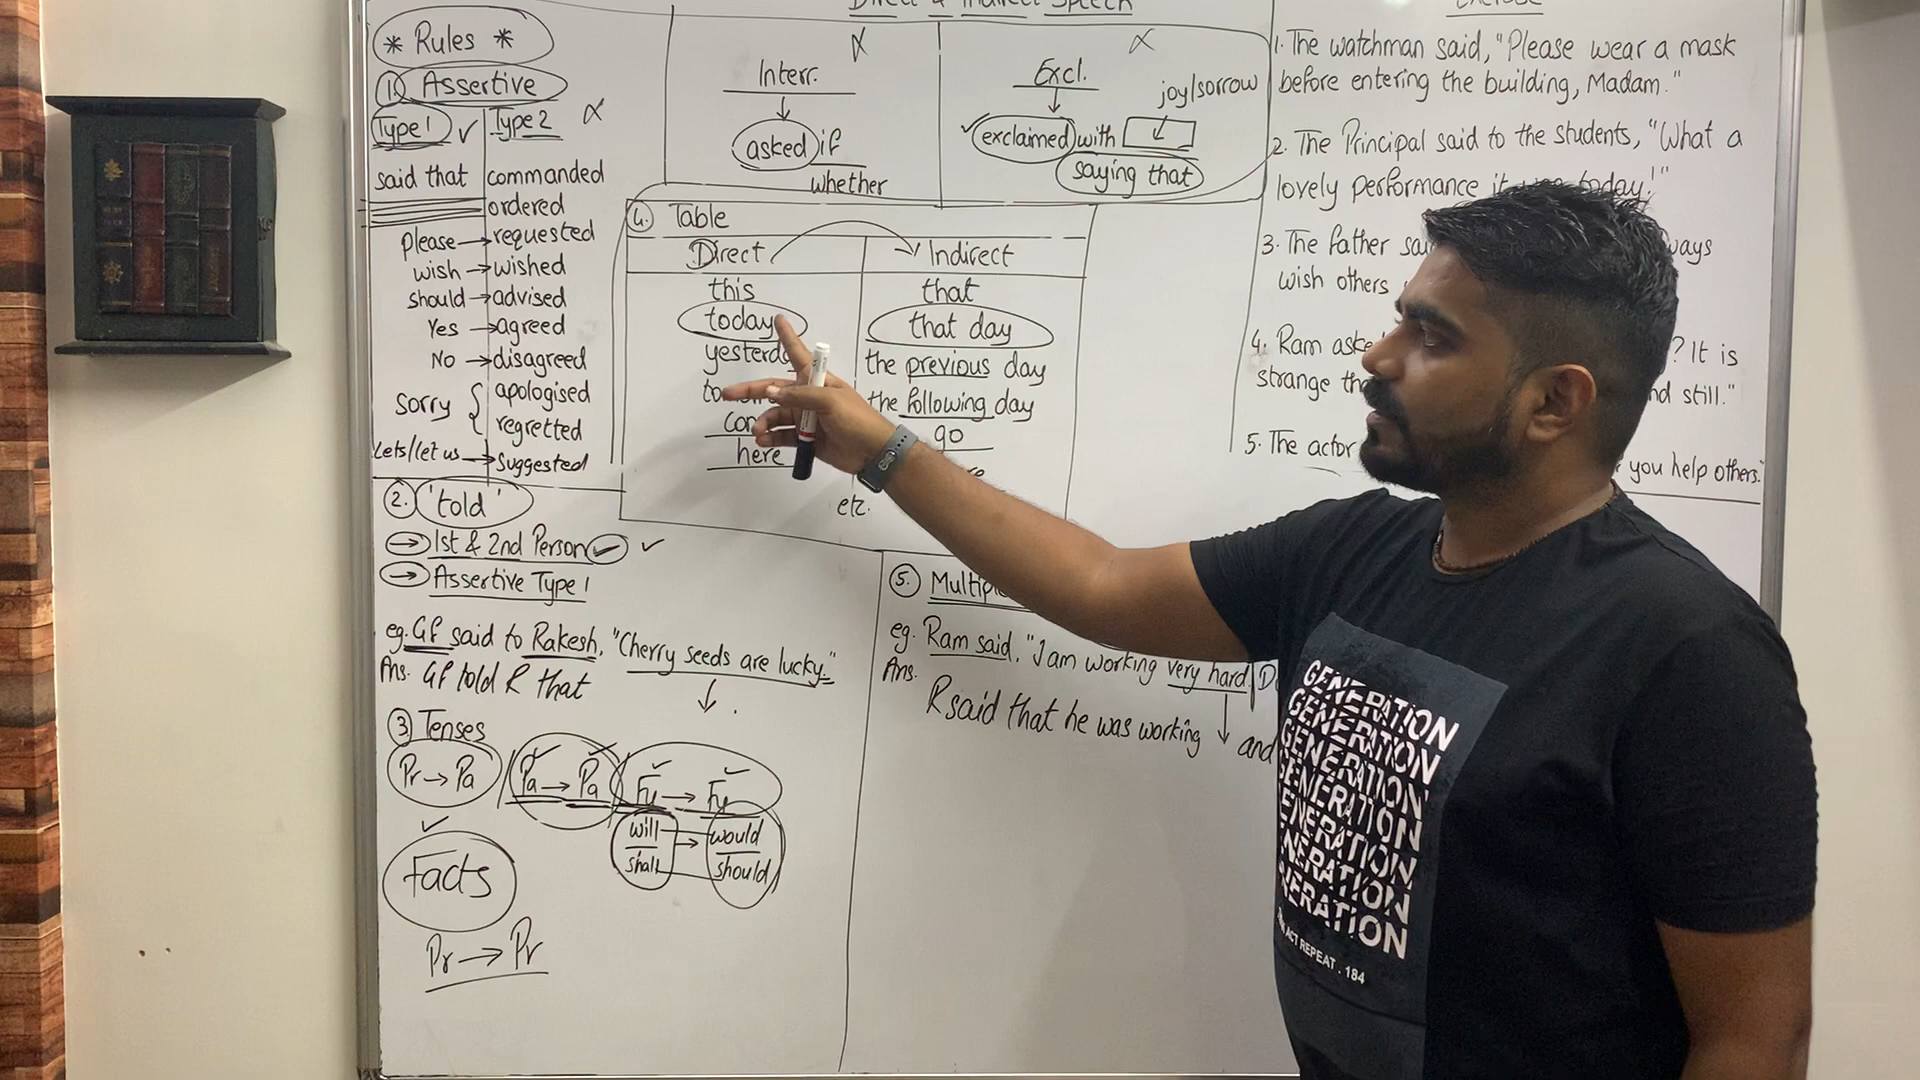 Direct & Indirect Speech
* Rules *
1) Assertive
Type 1 ✓ Type 2 α
said that commanded
ordered
please → requested
wish → wished
should → advised
Yes → agreed
No → disagreed
Sorry { apologised
regretted
Lets/let us → Suggested
Interr. α
↓
asked if
whether
Excl. α
↓ joy/sorrow
✓ exclaimed with
saying that
4. Table
Direct → Indirect
this that
today that day
the previous day
the following day
go
here
etc.
2. 'told'
→ 1st & 2nd Person ✓ ✓
→ Assertive Type 1
eg. GF said to Rakesh, "Cherry seeds are lucky."
Ans. GF told R that ↓ .
3) Tenses
Pr → Pa / Pa → Pa / Fu → Fu
will → would
shall should
✓
Facts
Pr → Pr
5.
eg. Ram said, "I am working very hard.
Ans.
R said that he was working ↓ and
1. The watchman said, "Please wear a mask
before entering the building, Madam."
2. The Principal said to the students, "What a
lovely performance it today!"
3. The Father
wish others
4. Ram ? It is
strange still."
5. The actor you help others."
GENERATION
GENERATION
GENERATION
GENERATION
GENERATION
GENERATION
GENERATION
ACT REPEAT . 184